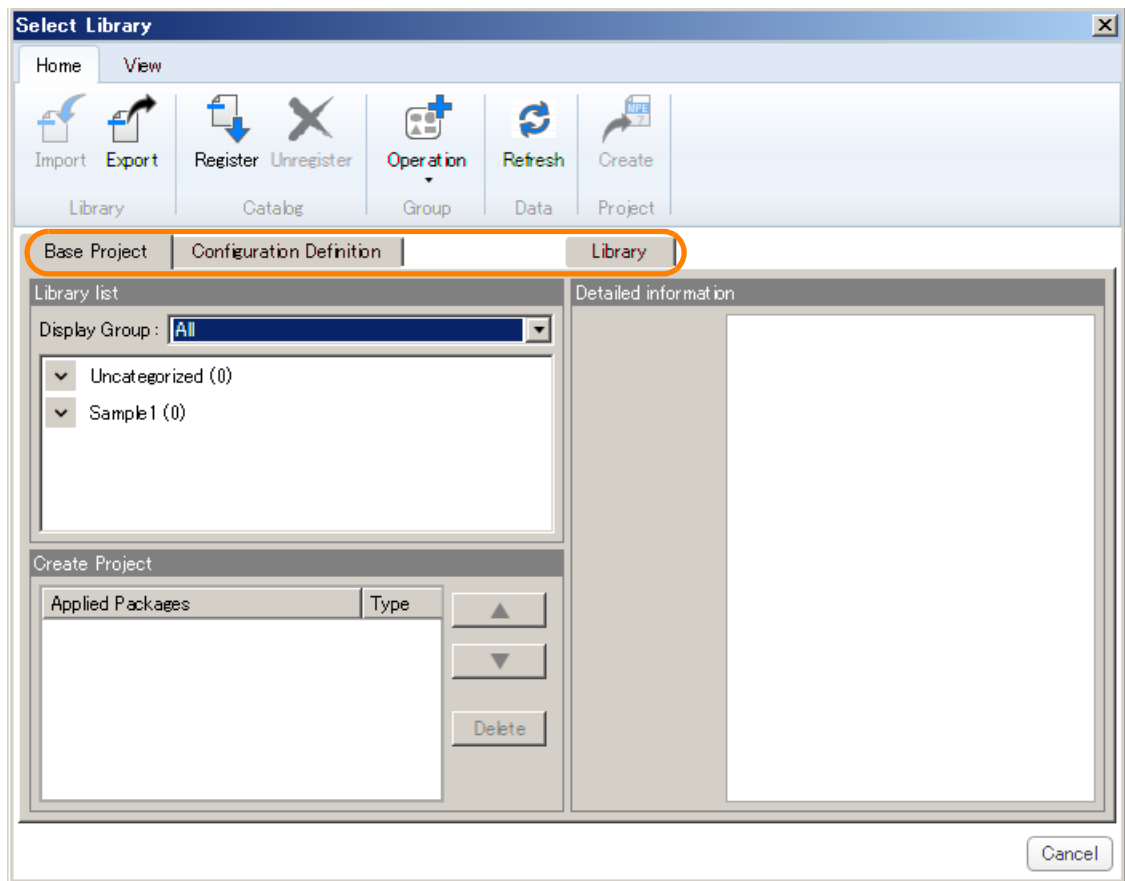 Select Library
Home View
Import Export Register Unregister Operation Refresh Create
Library Catalog Group Data Project
Base Project Configuration Definition Library
Library list
Display Group : All
Uncategorized (0)
Sample1 (0)
Create Project
Applied Packages Type
Delete
Detailed information
Cancel